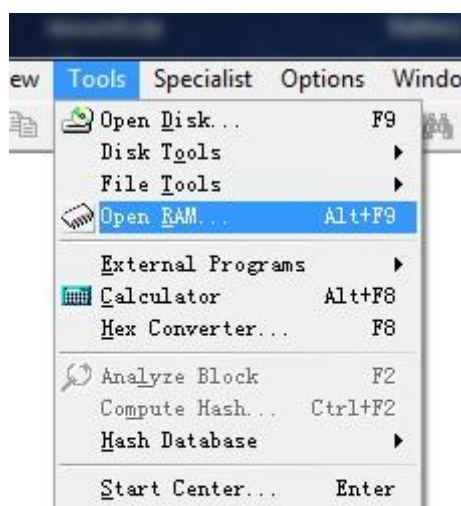 ew Tools Specialist Options Windo
Open Disk... F9
Disk Tools
File Tools
Open RAM... Alt+F9
External Programs
Calculator Alt+F8
Hex Converter... F8
Analyze Block F2
Compute Hash... Ctrl+F2
Hash Database
Start Center... Enter